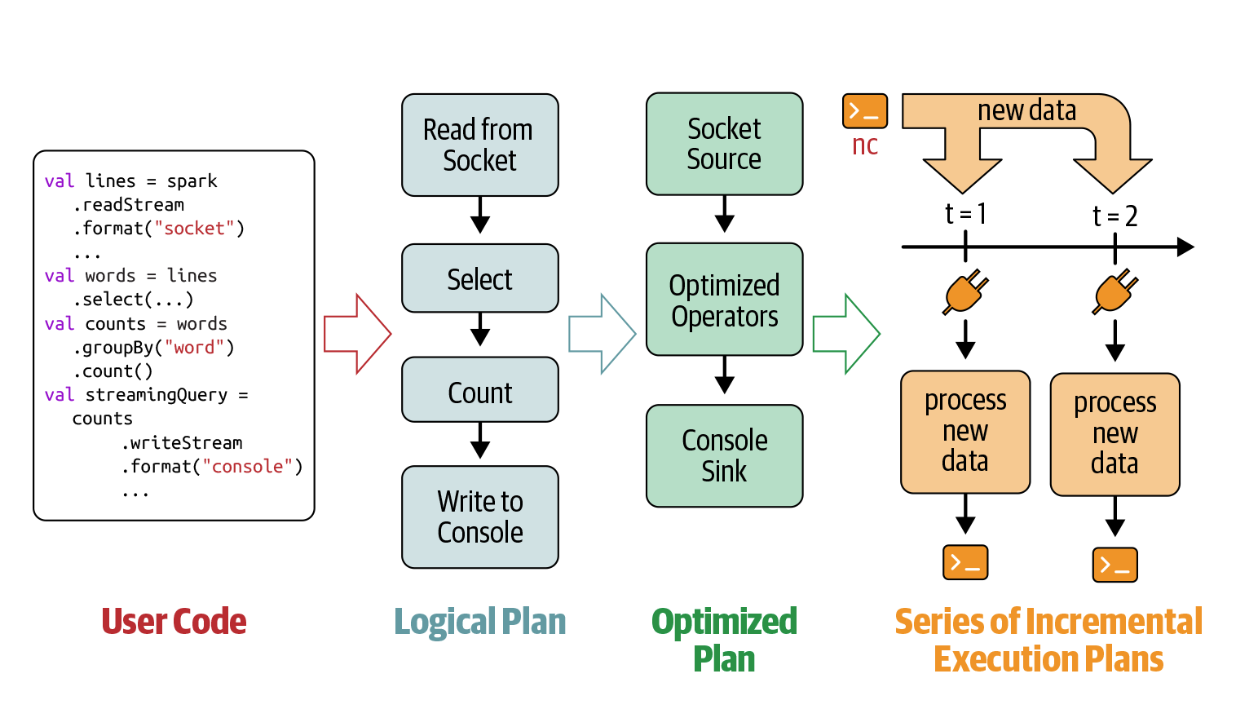 val lines = spark
.readStream
.format("socket")
...
val words = lines
.select(...)
val counts = words
.groupBy("word")
.count()
val streamingQuery =
counts
.writeStream
.format("console")
...
User Code
Read from
Socket
Select
Count
Write to
Console
Logical Plan
Socket
Source
Optimized
Operators
Console
Sink
Optimized
Plan
>_
nc
new data
t = 1
t = 2
process
new
data
process
new
data
>_
>_
Series of Incremental
Execution Plans